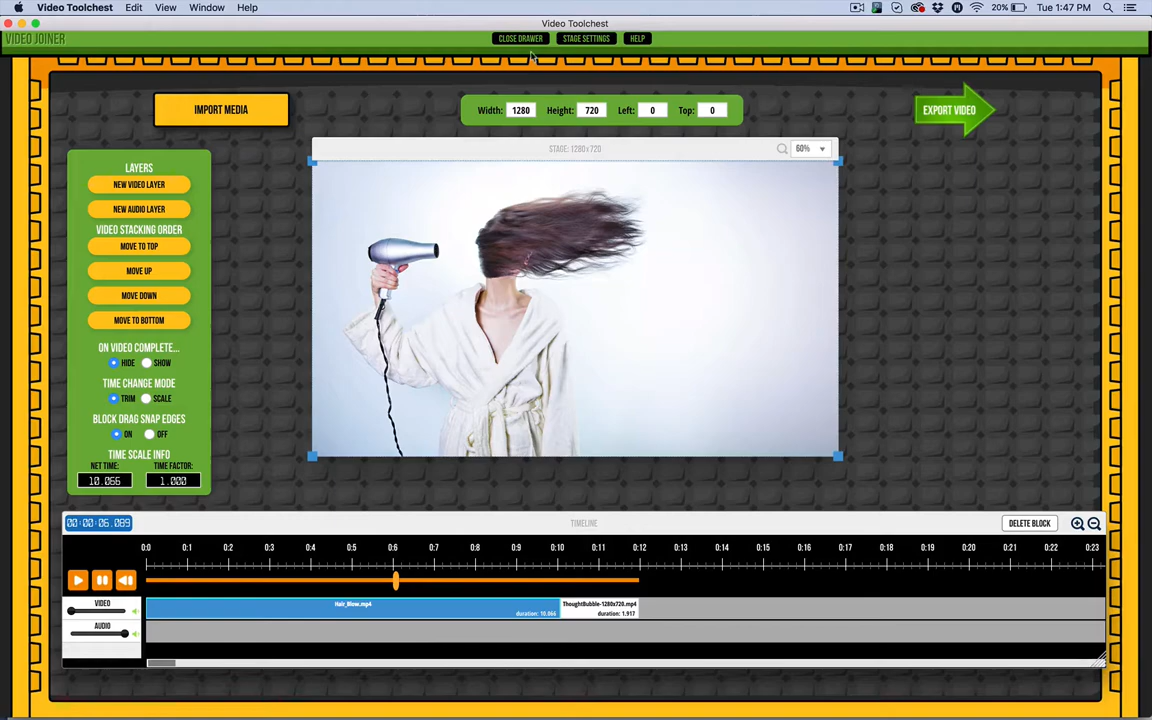 Video Toolchest Edit View Window Help 20% Tue 1:47 PM
Video Toolchest
VIDEO JOINER CLOSE DRAWER STAGE SETTINGS HELP
IMPORT MEDIA
Width: 1280 Height: 720 Left: 0 Top: 0
EXPORT VIDEO
STAGE: 1280X720 60%
LAYERS
NEW VIDEO LAYER
NEW AUDIO LAYER
VIDEO STACKING ORDER
MOVE TO TOP
MOVE UP
MOVE DOWN
MOVE TO BOTTOM
ON VIDEO COMPLETE...
HIDE SHOW
TIME CHANGE MODE
TRIM SCALE
BLOCK DRAG SNAP EDGES
ON OFF
TIME SCALE INFO
NET TIME: TIME FACTOR:
10.066 1.000
00:00:06.089 TIMELINE DELETE BLOCK
0:0 0:1 0:2 0:3 0:4 0:5 0:6 0:7 0:8 0:9 0:10 0:11 0:12 0:13 0:14 0:15 0:16 0:17 0:18 0:19 0:20 0:21 0:22 0:23
VIDEO Hair_Blow.mp4 ThoughtBubble-1280x720.mp4
duration: 10.066 duration: 1.917
AUDIO